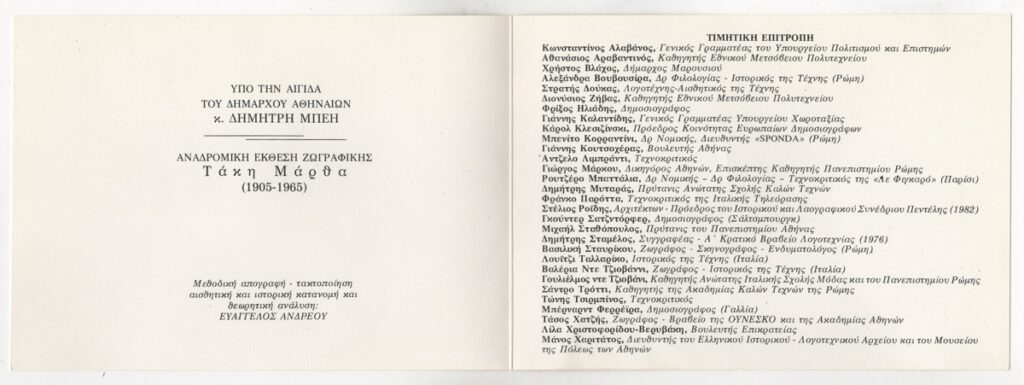 ΥΠΟ ΤΗΝ ΑΙΓΙΔΑ
ΤΟΥ ΔΗΜΑΡΧΟΥ ΑΘΗΝΑΙΩΝ
κ. ΔΗΜΗΤΡΗ ΜΠΕΗ
ΑΝΑΔΡΟΜΙΚΗ ΕΚΘΕΣΗ ΖΩΓΡΑΦΙΚΗΣ
Τάκη Μάρθα
(1905-1965)
Μεθοδική απογραφή - τακτοποίηση
αισθητική και ιστορική κατανομή και
θεωρητική ανάλυση:
ΕΥΑΓΓΕΛΟΣ ΑΝΔΡΕΟΥ
ΤΙΜΗΤΙΚΗ ΕΠΙΤΡΟΠΗ
Κωνσταντίνος Αλαβάνος, Γενικός Γραμματέας του Υπουργείου Πολιτισμού και Επιστημών
Αθανάσιος Αραβαντινός, Καθηγητής Εθνικού Μετσόβειου Πολυτεχνείου
Χρήστος Βλάχος, Δήμαρχος Μαρουσιού
Αλεξάνδρα Βουβουσίρα, Δρ Φιλολογίας - Ιστορικός της Τέχνης (Ρώμη)
Στρατής Δούκας, Λογοτέχνης-Αισθητικός της Τέχνης
Διονύσιος Ζήβας, Καθηγητής Εθνικού Μετσόβειου Πολυτεχνείου
Φρίξος Ηλιάδης, Δημοσιογράφος
Γιάννης Καλαντίδης, Γενικός Γραμματέας Υπουργείου Χωροταξίας
Κάρολ Κλεσιζίνσκι, Πρόεδρος Κοινότητας Ευρωπαίων Δημοσιογράφων
Μπενίτο Κορραντίνι, Δρ Νομικής, Διευθυντής «SPONDA» (Ρώμη)
Γιάννης Κουτσοχέρας, Βουλευτής Αθήνας
Άντζελο Λιμπράντι, Τεχνοκριτικός
Γιώργος Μάρκου, Δικηγόρος Αθηνών, Επισκέπτης Καθηγητής Πανεπιστημίου Ρώμης
Ρουτζέρο Μπαττάλια, Δρ Νομικής – Δρ Φιλολογίας – Τεχνοκριτικός της «Λε Φιγκαρό» (Παρίσι)
Δημήτρης Μυταράς, Πρύτανις Ανώτατης Σχολής Καλών Τεχνών
Φράνκο Παρόττα, Τεχνοκριτικός της Ιταλικής Τηλεόρασης
Στέλιος Ροΐδης, Αρχιτέκτων - Πρόεδρος του Ιστορικού και Λαογραφικού Συνέδριου Πεντέλης (1982)
Γκούντερ Σατζντόρφερ, Δημοσιογράφος (Σάλτσμπουργκ)
Μιχαήλ Σταθόπουλος, Πρύτανις του Πανεπιστημίου Αθήνας
Δημήτρης Σταμέλος, Συγγραφέας - Α΄ Κρατικό Βραβείο Λογοτεχνίας (1976)
Βασιλική Σταυρίκου, Ζωγράφος - Σκηνογράφος - Ενδυματολόγος (Ρώμη)
Λουίτζι Ταλλαρίκο, Ιστορικός της Τέχνης (Ιταλία)
Βαλέρια Ντε Τζιοβάννι, Ζωγράφος - Ιστορικός της Τέχνης (Ιταλία)
Γουλιέλμος ντε Τζιοβάνι, Καθηγητής Ανώτατης Ιταλικής Σχολής Μόδας και του Πανεπιστημίου Ρώμης
Σάντρο Τρόττι, Καθηγητής της Ακαδημίας Καλών Τεχνών της Ρώμης
Τώνης Τσιρμπίνος, Τεχνοκριτικός
Μπέρναρντ Φερρέϊρα, Δημοσιογράφος (Γαλλία)
Τάσος Χατζής, Ζωγράφος - Βραβείο της ΟΥΝΕΣΚΟ και της Ακαδημίας Αθηνών
Λίλα Χριστοφορίδου-Βερυβάκη, Βουλευτής Επικρατείας
Μάνος Χαριτάτος, Διευθυντής του Ελληνικού Ιστορικού - Λογοτεχνικού Αρχείου και του Μουσείου
της Πόλεως των Αθηνών